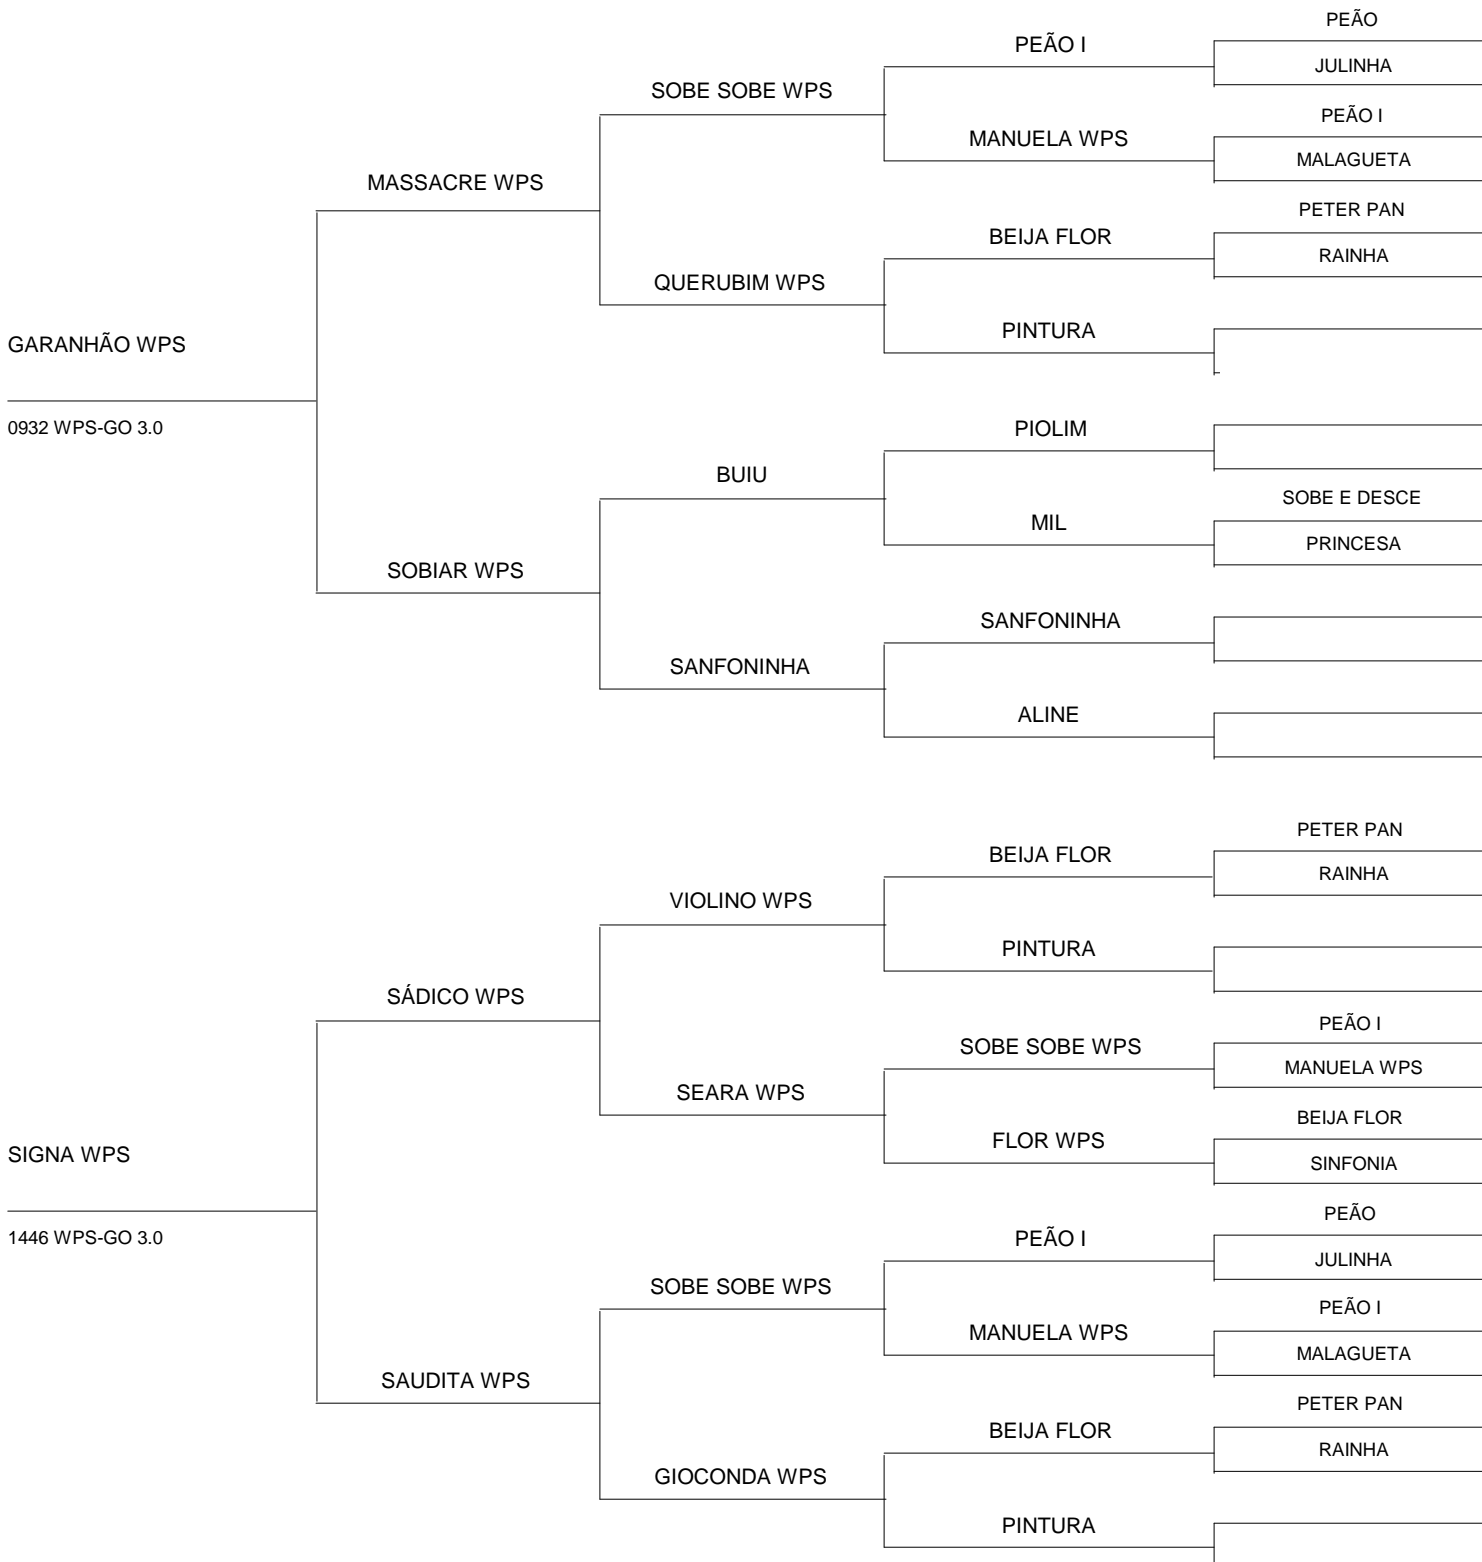 PEÃO
PEÃO I
JULINHA
SOBE SOBE WPS
PEÃO I
MANUELA WPS
MALAGUETA
MASSACRE WPS
PETER PAN
BEIJA FLOR
RAINHA
QUERUBIM WPS
PINTURA
GARANHÃO WPS
0932 WPS-GO 3.0
PIOLIM
BUIU
SOBE E DESCE
MIL
PRINCESA
SOBIAR WPS
SANFONINHA
SANFONINHA
ALINE
PETER PAN
BEIJA FLOR
RAINHA
VIOLINO WPS
PINTURA
SÁDICO WPS
PEÃO I
SOBE SOBE WPS
MANUELA WPS
SEARA WPS
BEIJA FLOR
FLOR WPS
SINFONIA
SIGNA WPS
1446 WPS-GO 3.0
PEÃO
PEÃO I
JULINHA
SOBE SOBE WPS
PEÃO I
MANUELA WPS
MALAGUETA
SAUDITA WPS
PETER PAN
BEIJA FLOR
RAINHA
GIOCONDA WPS
PINTURA